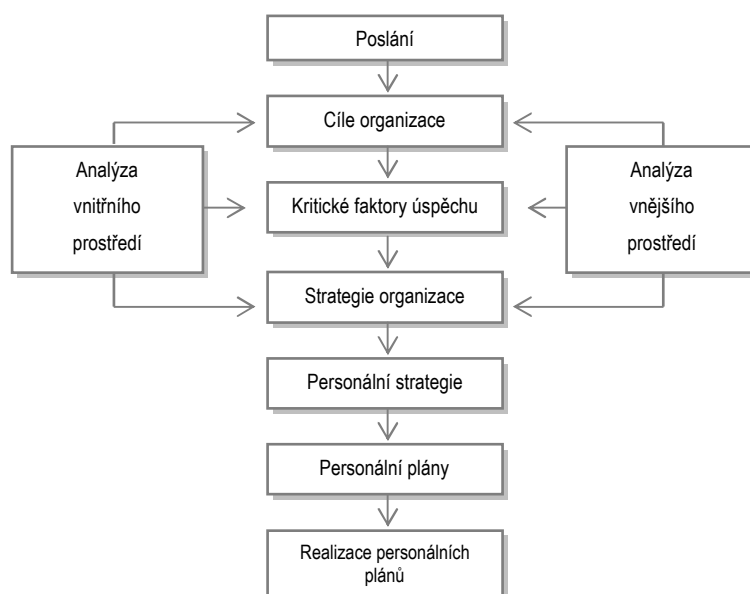 Poslání
Cíle organizace
Analýza
vnitřního
prostředí
Kritické faktory úspěchu
Analýza
vnějšího
prostředí
Strategie organizace
Personální strategie
Personální plány
Realizace personálních
plánů